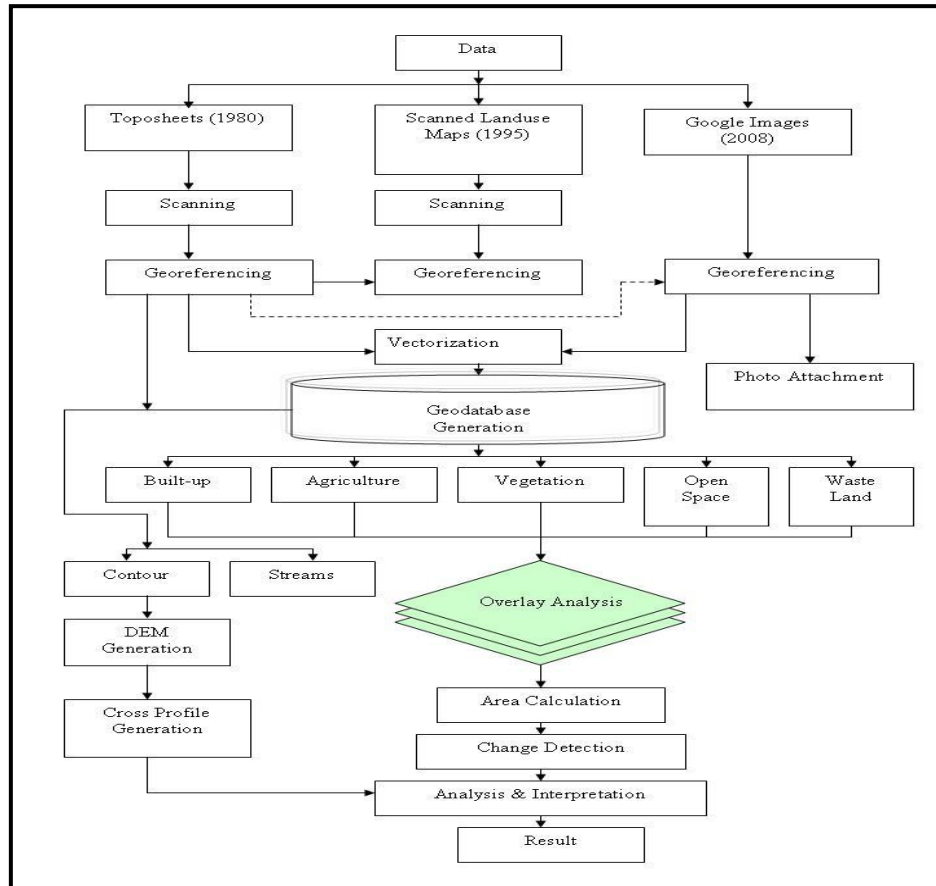 Data
Toposheets (1980)
Scanned Landuse
Maps (1995)
Google Images
(2008)
Scanning
Scanning
Georeferencing
Georeferencing
Georeferencing
Vectorization
Photo Attachment
Geodatabase
Generation
Built-up
Agriculture
Vegetation
Open
Space
Waste
Land
Contour
Streams
Overlay Analysis
DEM
Generation
Area Calculation
Cross Profile
Generation
Change Detection
Analysis & Interpretation
Result